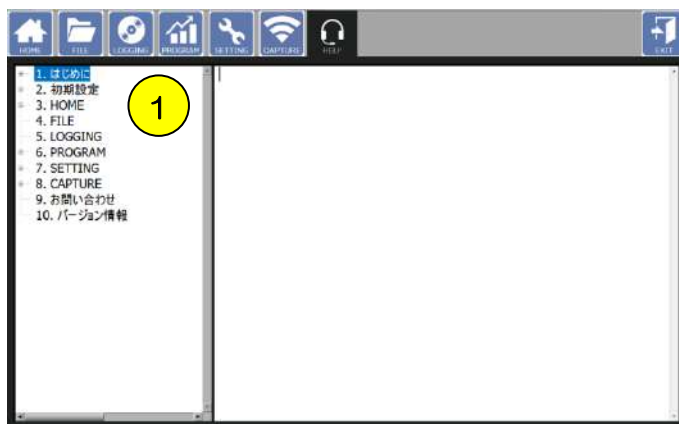 HOME FILE LOGGING PROGRAM SETTING CAPTURE HELP EXIT
1. はじめに
2. 初期設定
3. HOME
4. FILE
5. LOGGING
6. PROGRAM
7. SETTING
8. CAPTURE
9. お問い合わせ
10. バージョン情報
1